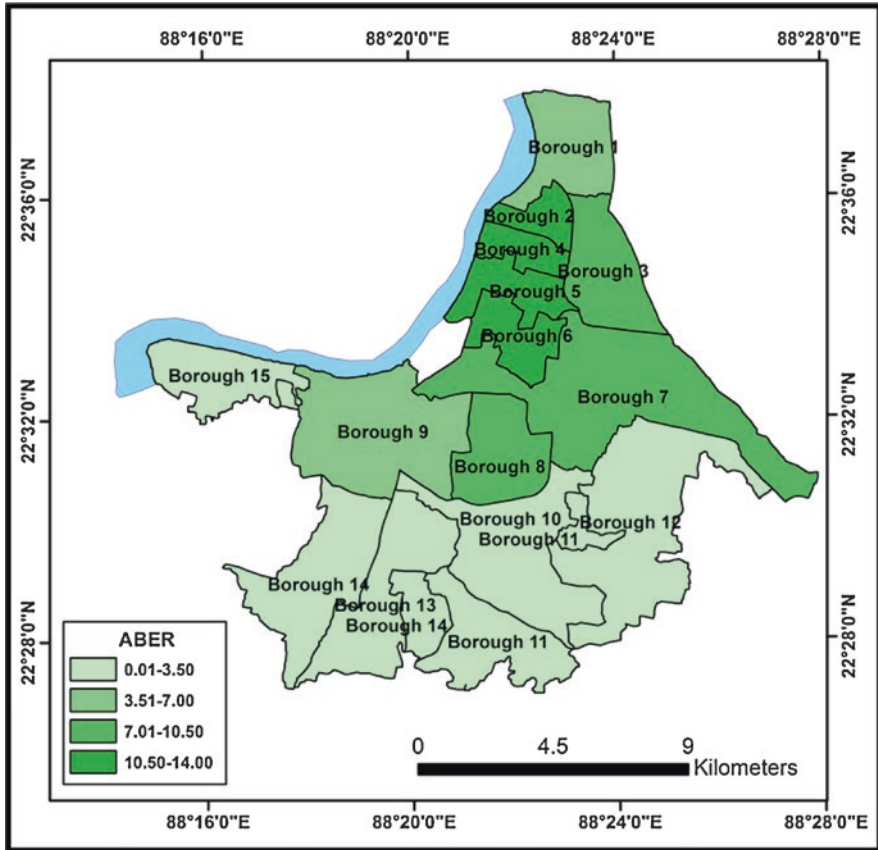 88°16'0"E 88°20'0"E 88°24'0"E 88°28'0"E
22°36'0"N
22°32'0"N
22°28'0"N
22°36'0"N
22°32'0"N
22°28'0"N
Borough 1
Borough 2
Borough 4
Borough 3
Borough 5
Borough 6
Borough 15
Borough 7
Borough 9
Borough 8
Borough 10
Borough 12
Borough 11
Borough 14
Borough 13
Borough 14
Borough 11
ABER
0.01-3.50
3.51-7.00
7.01-10.50
10.50-14.00
0 4.5 9
Kilometers
88°16'0"E 88°20'0"E 88°24'0"E 88°28'0"E